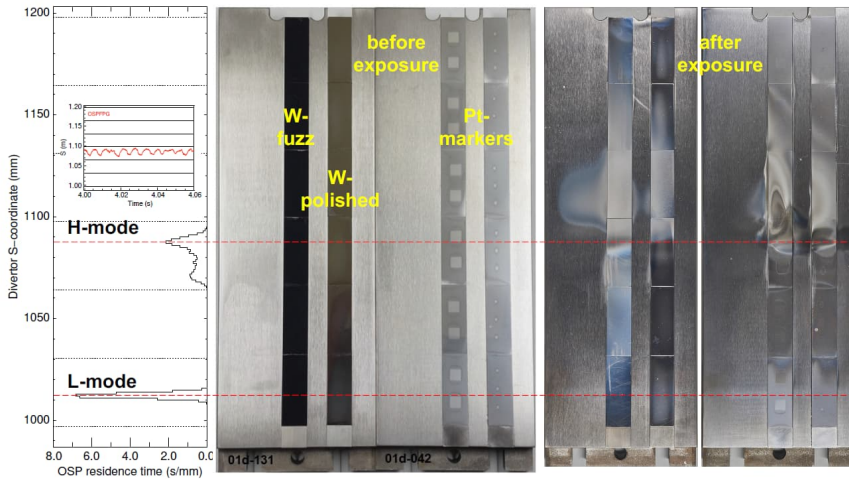 1200
1150
1100
1050
1000
Divertor S-coordinate (mm)
8.0 6.0 4.0 2.0 0.0
OSP residence time (s/mm)
1.20
1.15
1.10
1.05
1.00
S (m)
4.00 4.02 4.04 4.06
Time (s)
H-mode
L-mode
before
exposure
W-
fuzz
W-
polished
Pt-
markers
01d-131
01d-042
after
exposure